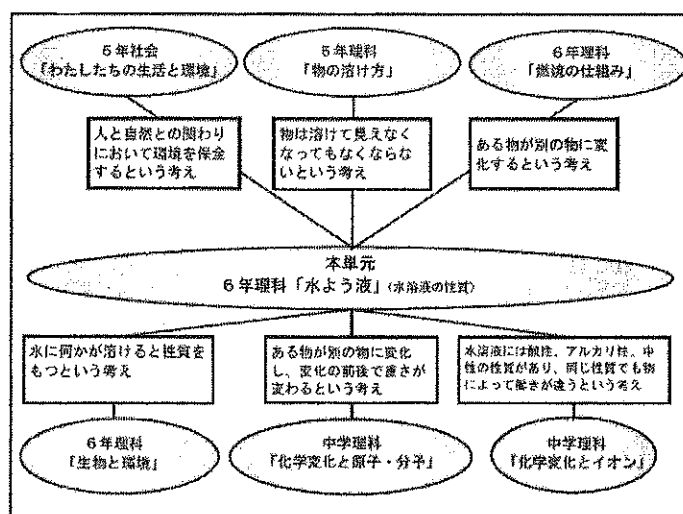 5年社会
「わたしたちの生活と環境」
5年理科
「物の溶け方」
6年理科
「燃焼の仕組み」
人と自然との関わり
において環境を保全
するという考え
物は溶けて見えなく
なってもなくならな
いという考え
ある物が別の物に変
化するという考え
本単元
6年理科「水よう液」(水溶液の性質)
水に何かが溶けると性質を
もつという考え
ある物が別の物に変化
し、変化の前後で重さが
変わるという考え
水溶液には酸性、アルカリ性、中
性の性質があり、同じ性質でも物
によって働きが違うという考え
6年理科
「生物と環境」
中学理科
「化学変化と原子・分子」
中学理科
「化学変化とイオン」